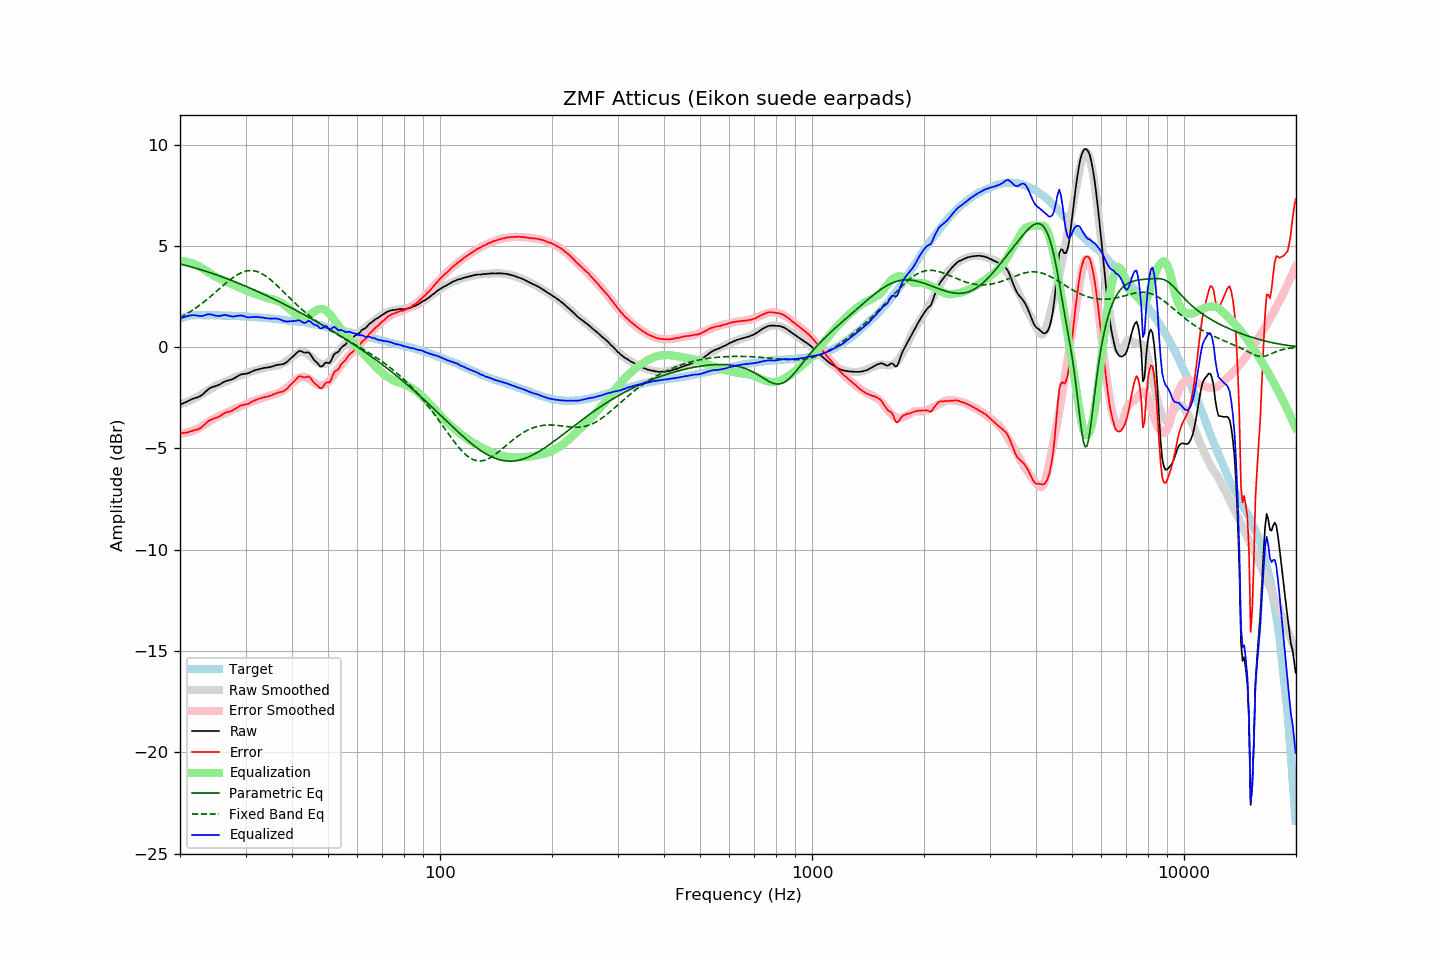 ZMF Atticus (Eikon suede earpads)
10
5
0
−5
−10
−15
−20
−25
Amplitude (dBr)
Target
Raw Smoothed
Error Smoothed
Raw
Error
Equalization
Parametric Eq
Fixed Band Eq
Equalized
100
1000
10000
Frequency (Hz)